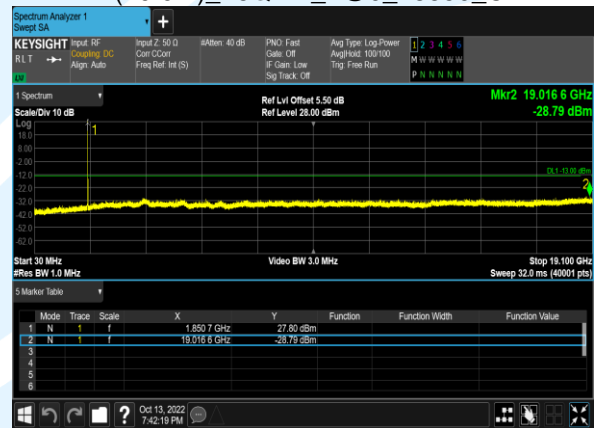 Spectrum Analyzer 1
Swept SA
+
KEYSIGHT
RLT
LW
Input: RF
Coupling: DC
Align: Auto
Input Z: 50 Ω
Corr CCorr
Freq Ref: Int (S)
#Atten: 40 dB
PNO: Fast
Gate: Off
IF Gain: Low
Sig Track: Off
Avg Type: Log-Power
Avg|Hold: 100/100
Trig: Free Run
1 2 3 4 5 6
M W W W W W
P N N N N N
1 Spectrum
Scale/Div 10 dB
Ref Lvl Offset 5.50 dB
Ref Level 28.00 dBm
Mkr2 19.016 6 GHz
-28.79 dBm
Log
1
18.0
8.00
-2.00
-12.0
DL1 -13.00 dBm
2
-22.0
-32.0
-42.0
-52.0
-62.0
Start 30 MHz
#Res BW 1.0 MHz
Video BW 3.0 MHz
Stop 19.100 GHz
Sweep 32.0 ms (40001 pts)
5 Marker Table
Mode Trace Scale X Y Function Function Width Function Value
1 N 1 f 1.850 7 GHz 27.80 dBm
2 N 1 f 19.016 6 GHz -28.79 dBm
3
4
5
6
?
Oct 13, 2022
7:42:19 PM